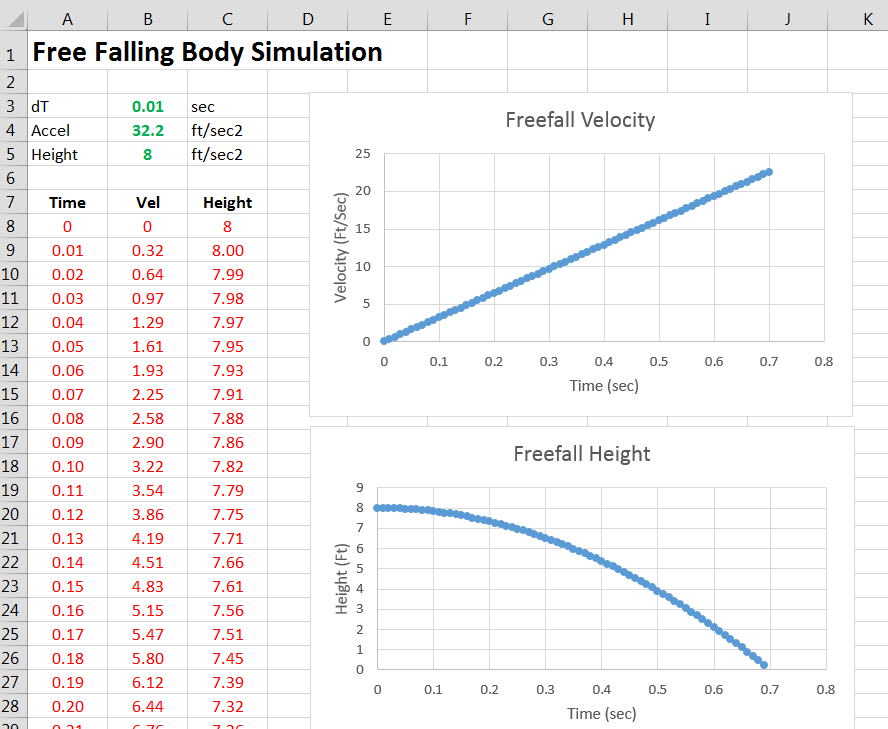 A B C D E F G H I J K
1 Free Falling Body Simulation
2
3 dT 0.01 sec
4 Accel 32.2 ft/sec2
5 Height 8 ft/sec2
6
7 Time Vel Height
8 0 0 8
9 0.01 0.32 8.00
10 0.02 0.64 7.99
11 0.03 0.97 7.98
12 0.04 1.29 7.97
13 0.05 1.61 7.95
14 0.06 1.93 7.93
15 0.07 2.25 7.91
16 0.08 2.58 7.88
17 0.09 2.90 7.86
18 0.10 3.22 7.82
19 0.11 3.54 7.79
20 0.12 3.86 7.75
21 0.13 4.19 7.71
22 0.14 4.51 7.66
23 0.15 4.83 7.61
24 0.16 5.15 7.56
25 0.17 5.47 7.51
26 0.18 5.80 7.45
27 0.19 6.12 7.39
28 0.20 6.44 7.32
Freefall Velocity
Velocity (Ft/Sec)
25
20
15
10
5
0
0 0.1 0.2 0.3 0.4 0.5 0.6 0.7 0.8
Time (sec)
Freefall Height
Height (Ft)
9
8
7
6
5
4
3
2
1
0
0 0.1 0.2 0.3 0.4 0.5 0.6 0.7 0.8
Time (sec)